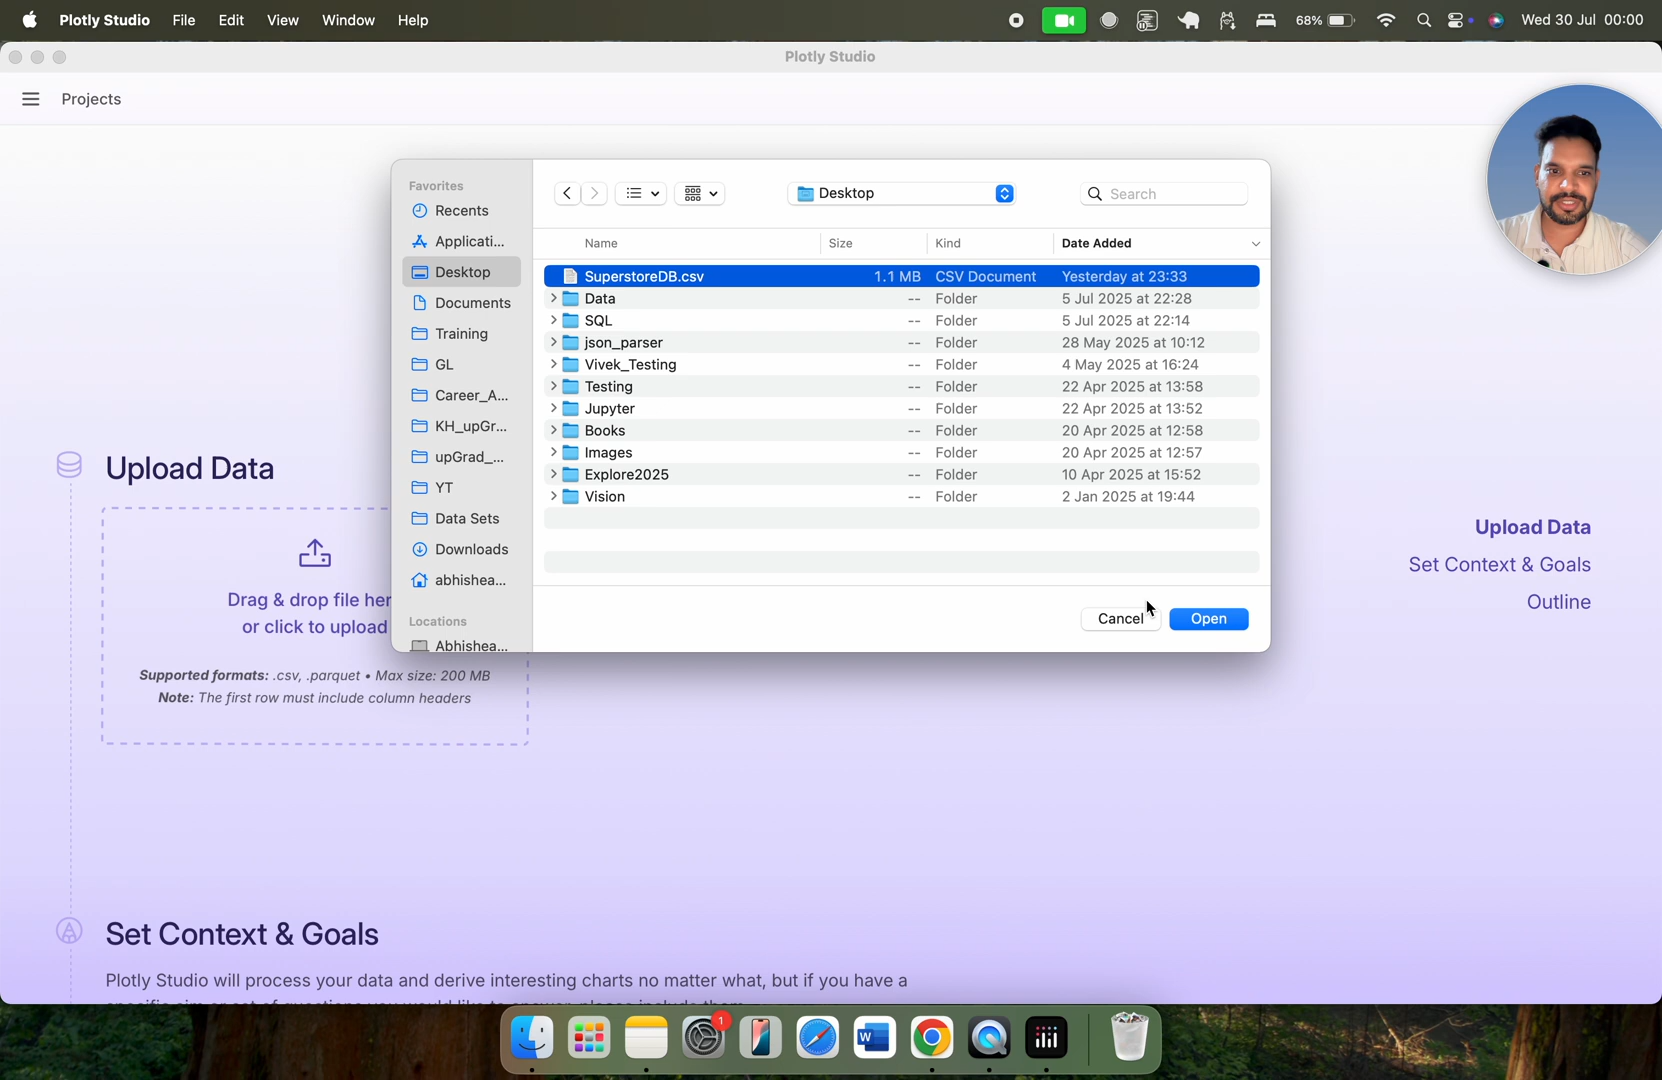 Plotly Studio File Edit View Window Help
68% Wed 30 Jul 00:00
Plotly Studio
Projects
Favorites
Recents
Applicati...
Desktop
Documents
Training
GL
Career_A...
KH_upGr...
upGrad_...
YT
Data Sets
Downloads
abhishea...
Locations
Abhishea...
Desktop
Search
Name Size Kind Date Added
SuperstoreDB.csv 1.1 MB CSV Document Yesterday at 23:33
Data -- Folder 5 Jul 2025 at 22:28
SQL -- Folder 5 Jul 2025 at 22:14
json_parser -- Folder 28 May 2025 at 10:12
Vivek_Testing -- Folder 4 May 2025 at 16:24
Testing -- Folder 22 Apr 2025 at 13:58
Jupyter -- Folder 22 Apr 2025 at 13:52
Books -- Folder 20 Apr 2025 at 12:58
Images -- Folder 20 Apr 2025 at 12:57
Explore2025 -- Folder 10 Apr 2025 at 15:52
Vision -- Folder 2 Jan 2025 at 19:44
Cancel Open
Upload Data
Drag & drop file her
or click to upload
Supported formats: .csv, .parquet • Max size: 200 MB
Note: The first row must include column headers
Upload Data
Set Context & Goals
Outline
Set Context & Goals
Plotly Studio will process your data and derive interesting charts no matter what, but if you have a
1
W